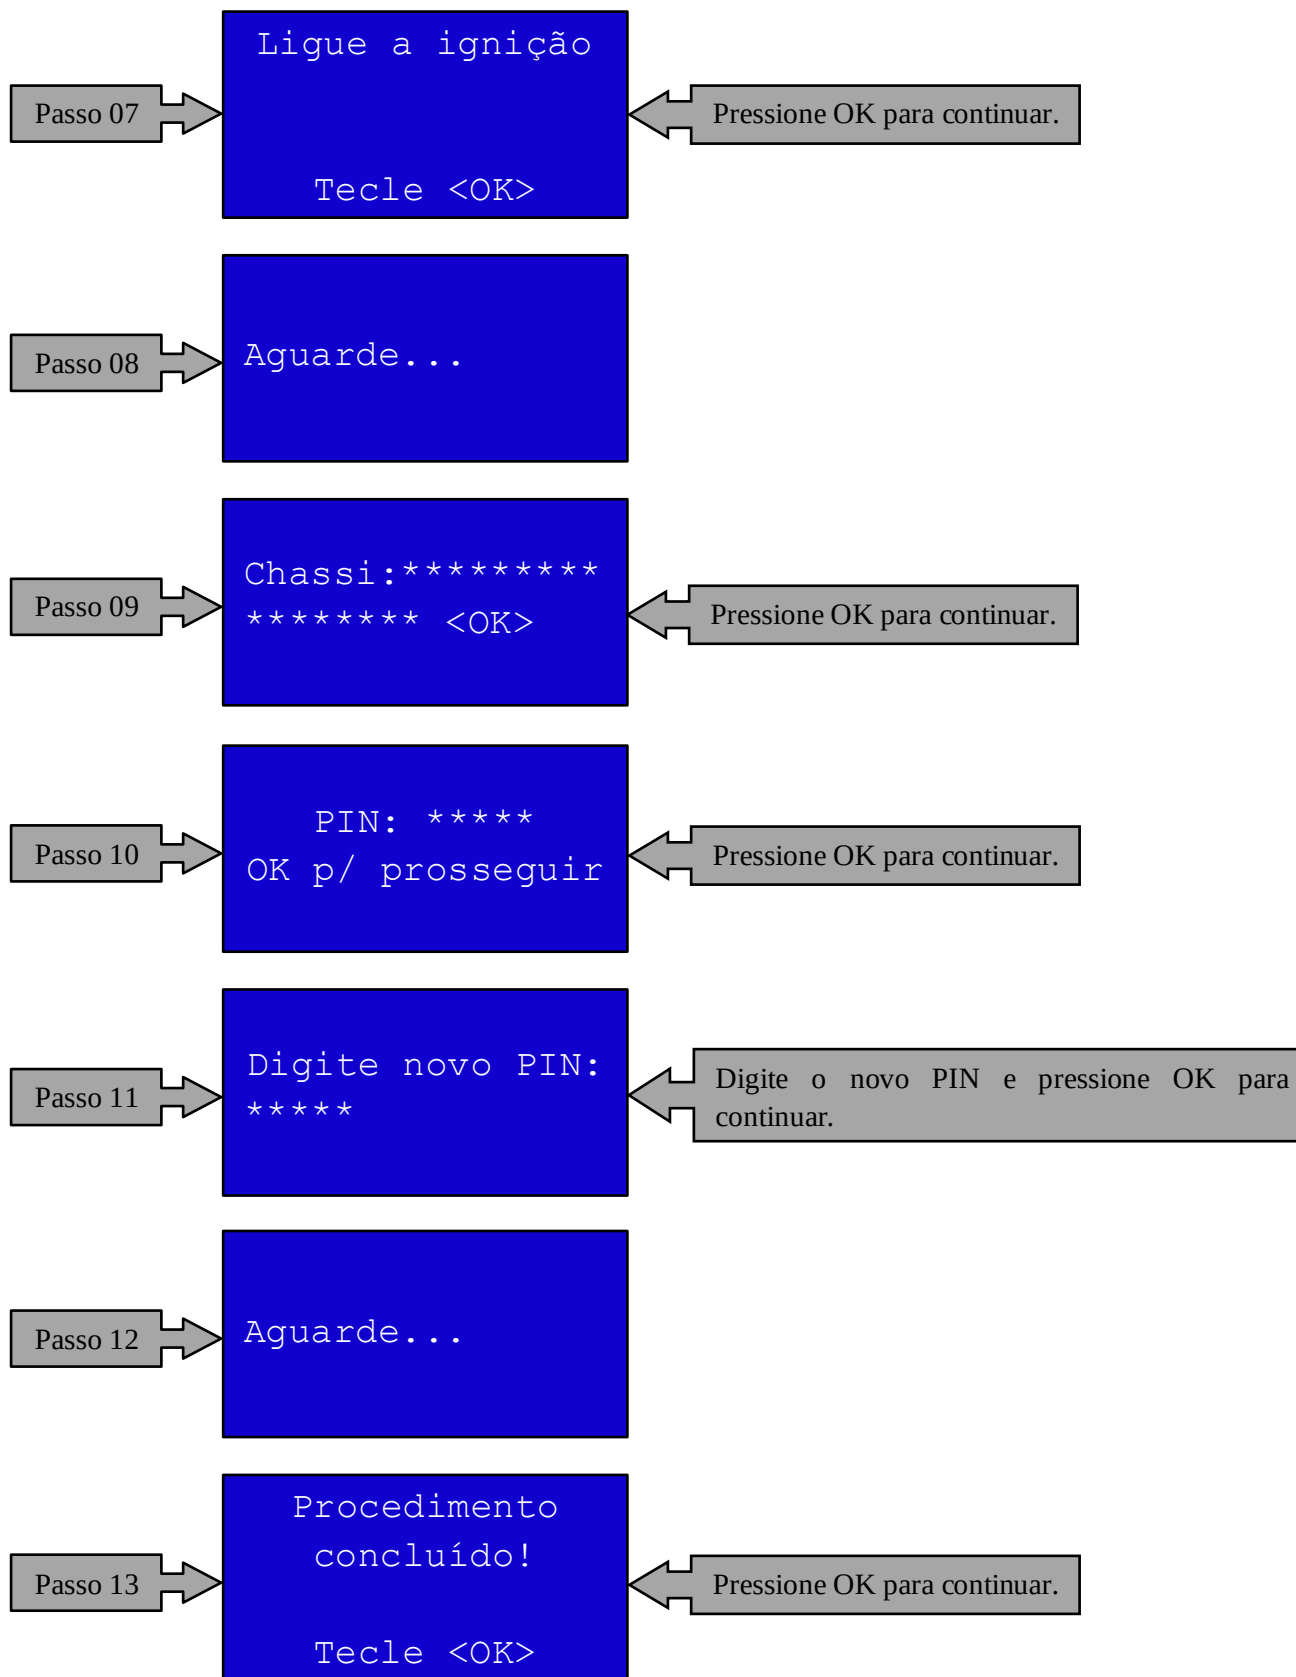 Ligue a ignição
Passo 07
Pressione OK para continuar.
Tecle <OK>
Passo 08
Aguarde...
Passo 09
Chassi:*********
******** <OK>
Pressione OK para continuar.
Passo 10
PIN: *****
OK p/ prosseguir
Pressione OK para continuar.
Passo 11
Digite novo PIN:
*****
Digite o novo PIN e pressione OK para
continuar.
Passo 12
Aguarde...
Procedimento
concluído!
Passo 13
Pressione OK para continuar.
Tecle <OK>